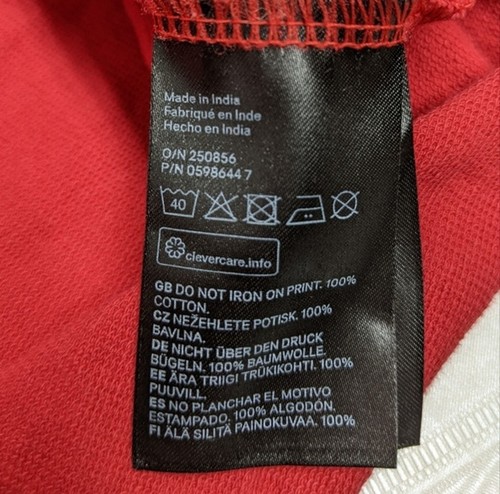 Made in India
Fabriqué en Inde
Hecho en India
O/N 250856
P/N 0598644 7
40
clevercare.info
GB DO NOT IRON ON PRINT. 100%
COTTON.
CZ NEŽEHLETE POTISK. 100%
BAVLNA.
DE NICHT ÜBER DEN DRUCK
BÜGELN. 100% BAUMWOLLE.
EE ÄRA TRIIGI TRÜKIKOHTI. 100%
PUUVILL.
ES NO PLANCHAR EL MOTIVO
ESTAMPADO. 100% ALGODÓN.
FI ÄLÄ SILITÄ PAINOKUVAA. 100%